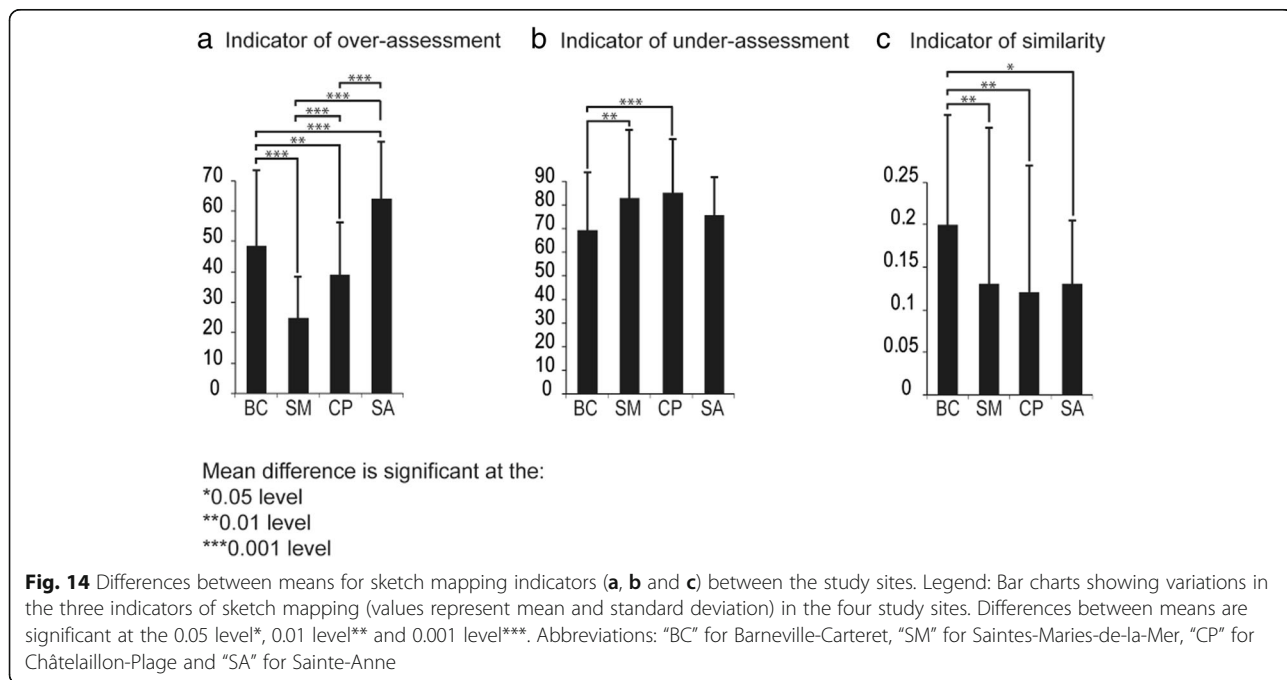 a Indicator of over-assessment
b Indicator of under-assessment
c Indicator of similarity
***
***
***
***
**
***
70
60
50
40
30
20
10
0
BC SM CP SA
***
**
90
80
70
60
50
40
30
20
10
0
BC SM CP SA
*
**
**
0.25
0.2
0.15
0.1
0.05
0
BC SM CP SA
Mean difference is significant at the:
*0.05 level
**0.01 level
***0.001 level
Fig. 14 Differences between means for sketch mapping indicators (a, b and c) between the study sites. Legend: Bar charts showing variations in
the three indicators of sketch mapping (values represent mean and standard deviation) in the four study sites. Differences between means are
significant at the 0.05 level*, 0.01 level** and 0.001 level***. Abbreviations: “BC” for Barneville-Carteret, “SM” for Saintes-Maries-de-la-Mer, “CP” for
Châtelaillon-Plage and “SA” for Sainte-Anne